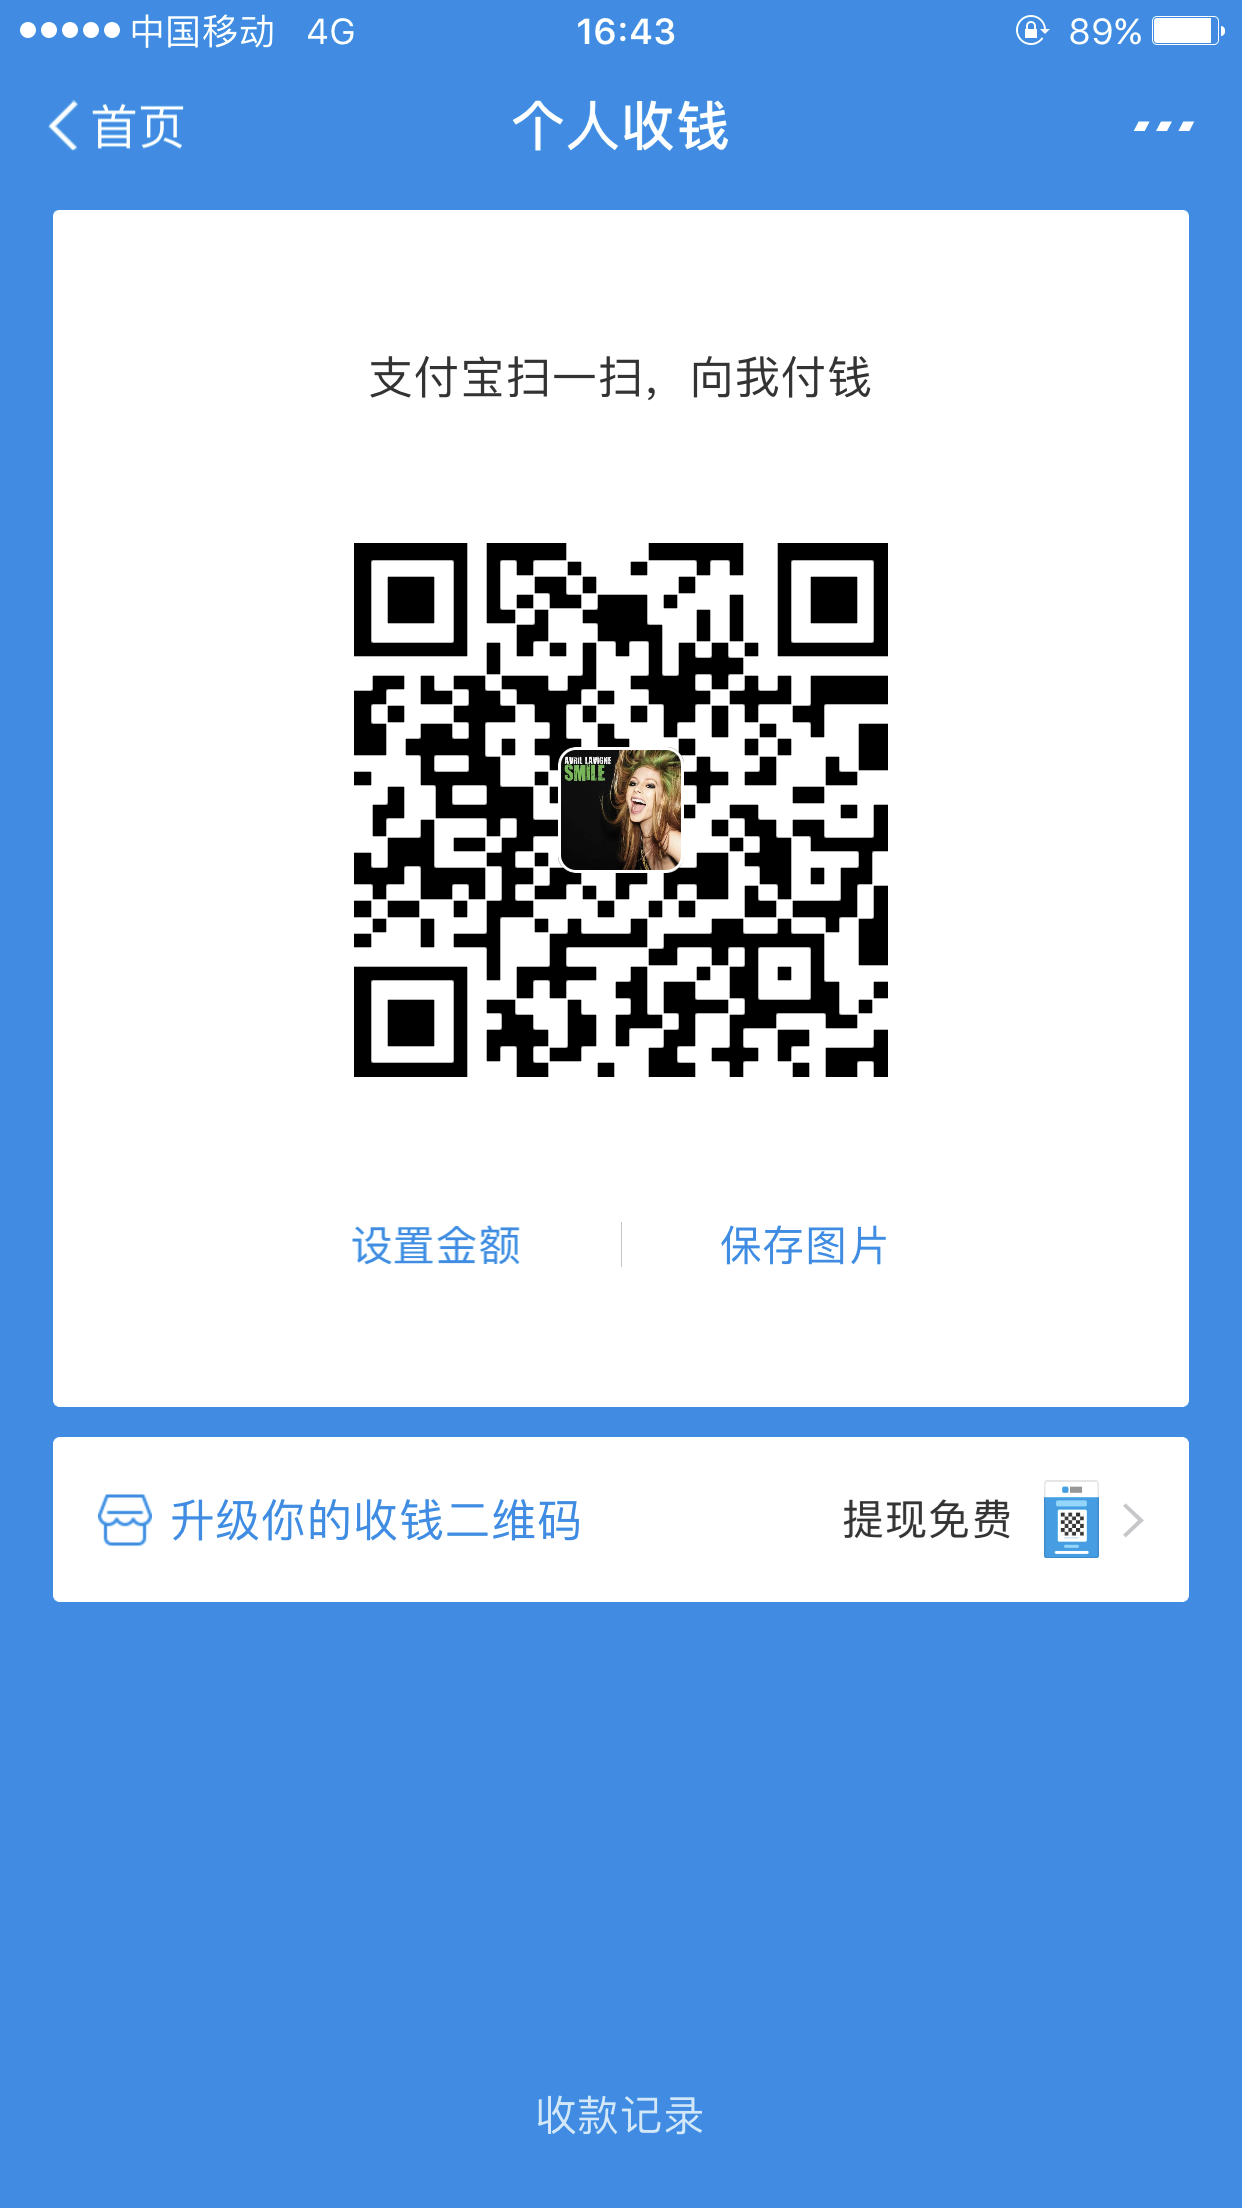 中国移动 4G 16:43 89%
首页 个人收钱
支付宝扫一扫，向我付钱
AVRIL LAVIGNE
SMILE
设置金额 保存图片
升级你的收钱二维码 提现免费
收款记录